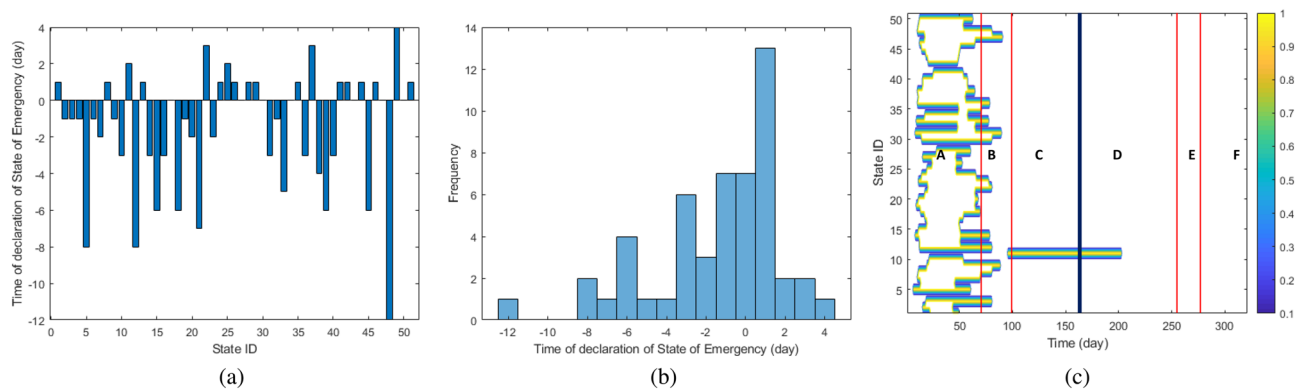 4
2
0
-2
-4
-6
-8
-10
-12
0 5 10 15 20 25 30 35 40 45 50
Time of declaration of State of Emergency (day)
State ID
(a)
14
12
10
8
6
4
2
0
-12 -10 -8 -6 -4 -2 0 2 4
Frequency
Time of declaration of State of Emergency (day)
(b)
50
45
40
35
30
25
20
15
10
5
50 100 150 200 250 300
State ID
Time (day)
A B C D E F
1
0.9
0.8
0.7
0.6
0.5
0.4
0.3
0.2
0.1
(c)